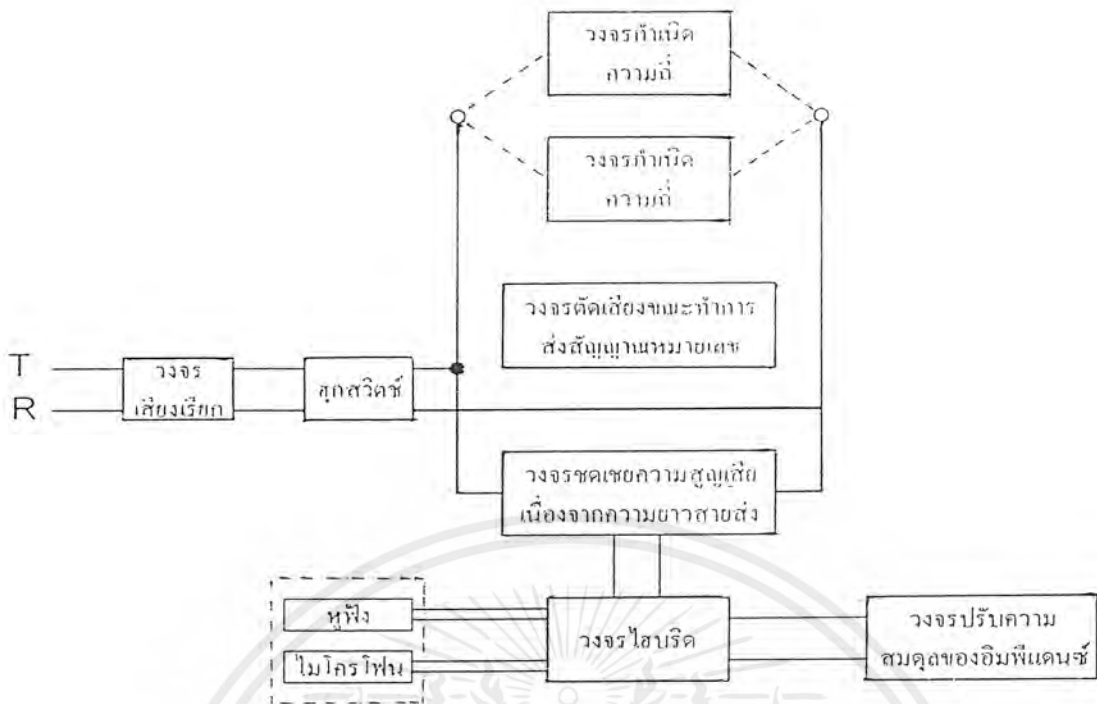 วงจรกำเนิด
ความถี่
วงจรกำเนิด
ความถี่
วงจรตัดเสียงขณะทำการ
ส่งสัญญาณหมายเลข
T
R
วงจร
เสียงเรียก
ฮุกสวิตช์
วงจรชดเชยความสูญเสีย
เนื่องจากความยาวสายส่ง
หูฟัง
ไมโครโฟน
วงจรไฮบริด
วงจรปรับความ
สมดุลของอิมพีแดนซ์